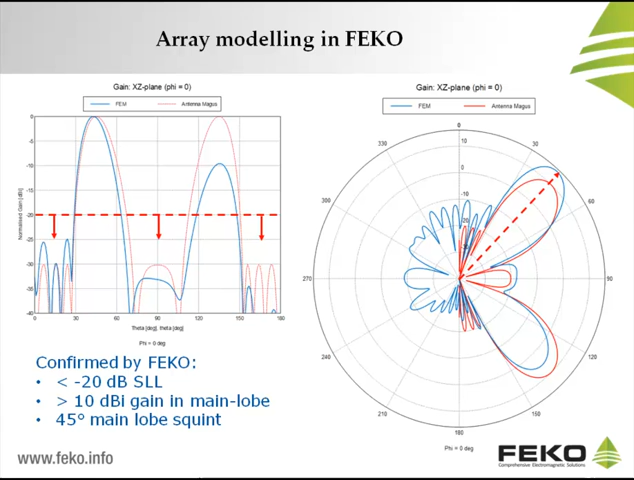 Array modelling in FEKO
Gain: XZ-plane (phi = 0)
FEM
Antenna Magus
0
-5
-10
-15
-20
-25
-30
-35
-40
Normalised Gain [dBi]
0
30
60
90
120
150
180
Theta [deg], theta [deg]
Phi = 0 deg
Gain: XZ-plane (phi = 0)
FEM
Antenna Magus
0
30
60
90
120
150
180
240
270
300
330
10
0
-10
-20
Phi = 0 deg
Confirmed by FEKO:
• < -20 dB SLL
• > 10 dBi gain in main-lobe
• 45° main lobe squint
www.feko.info
FEKO
Comprehensive Electromagnetic Solutions